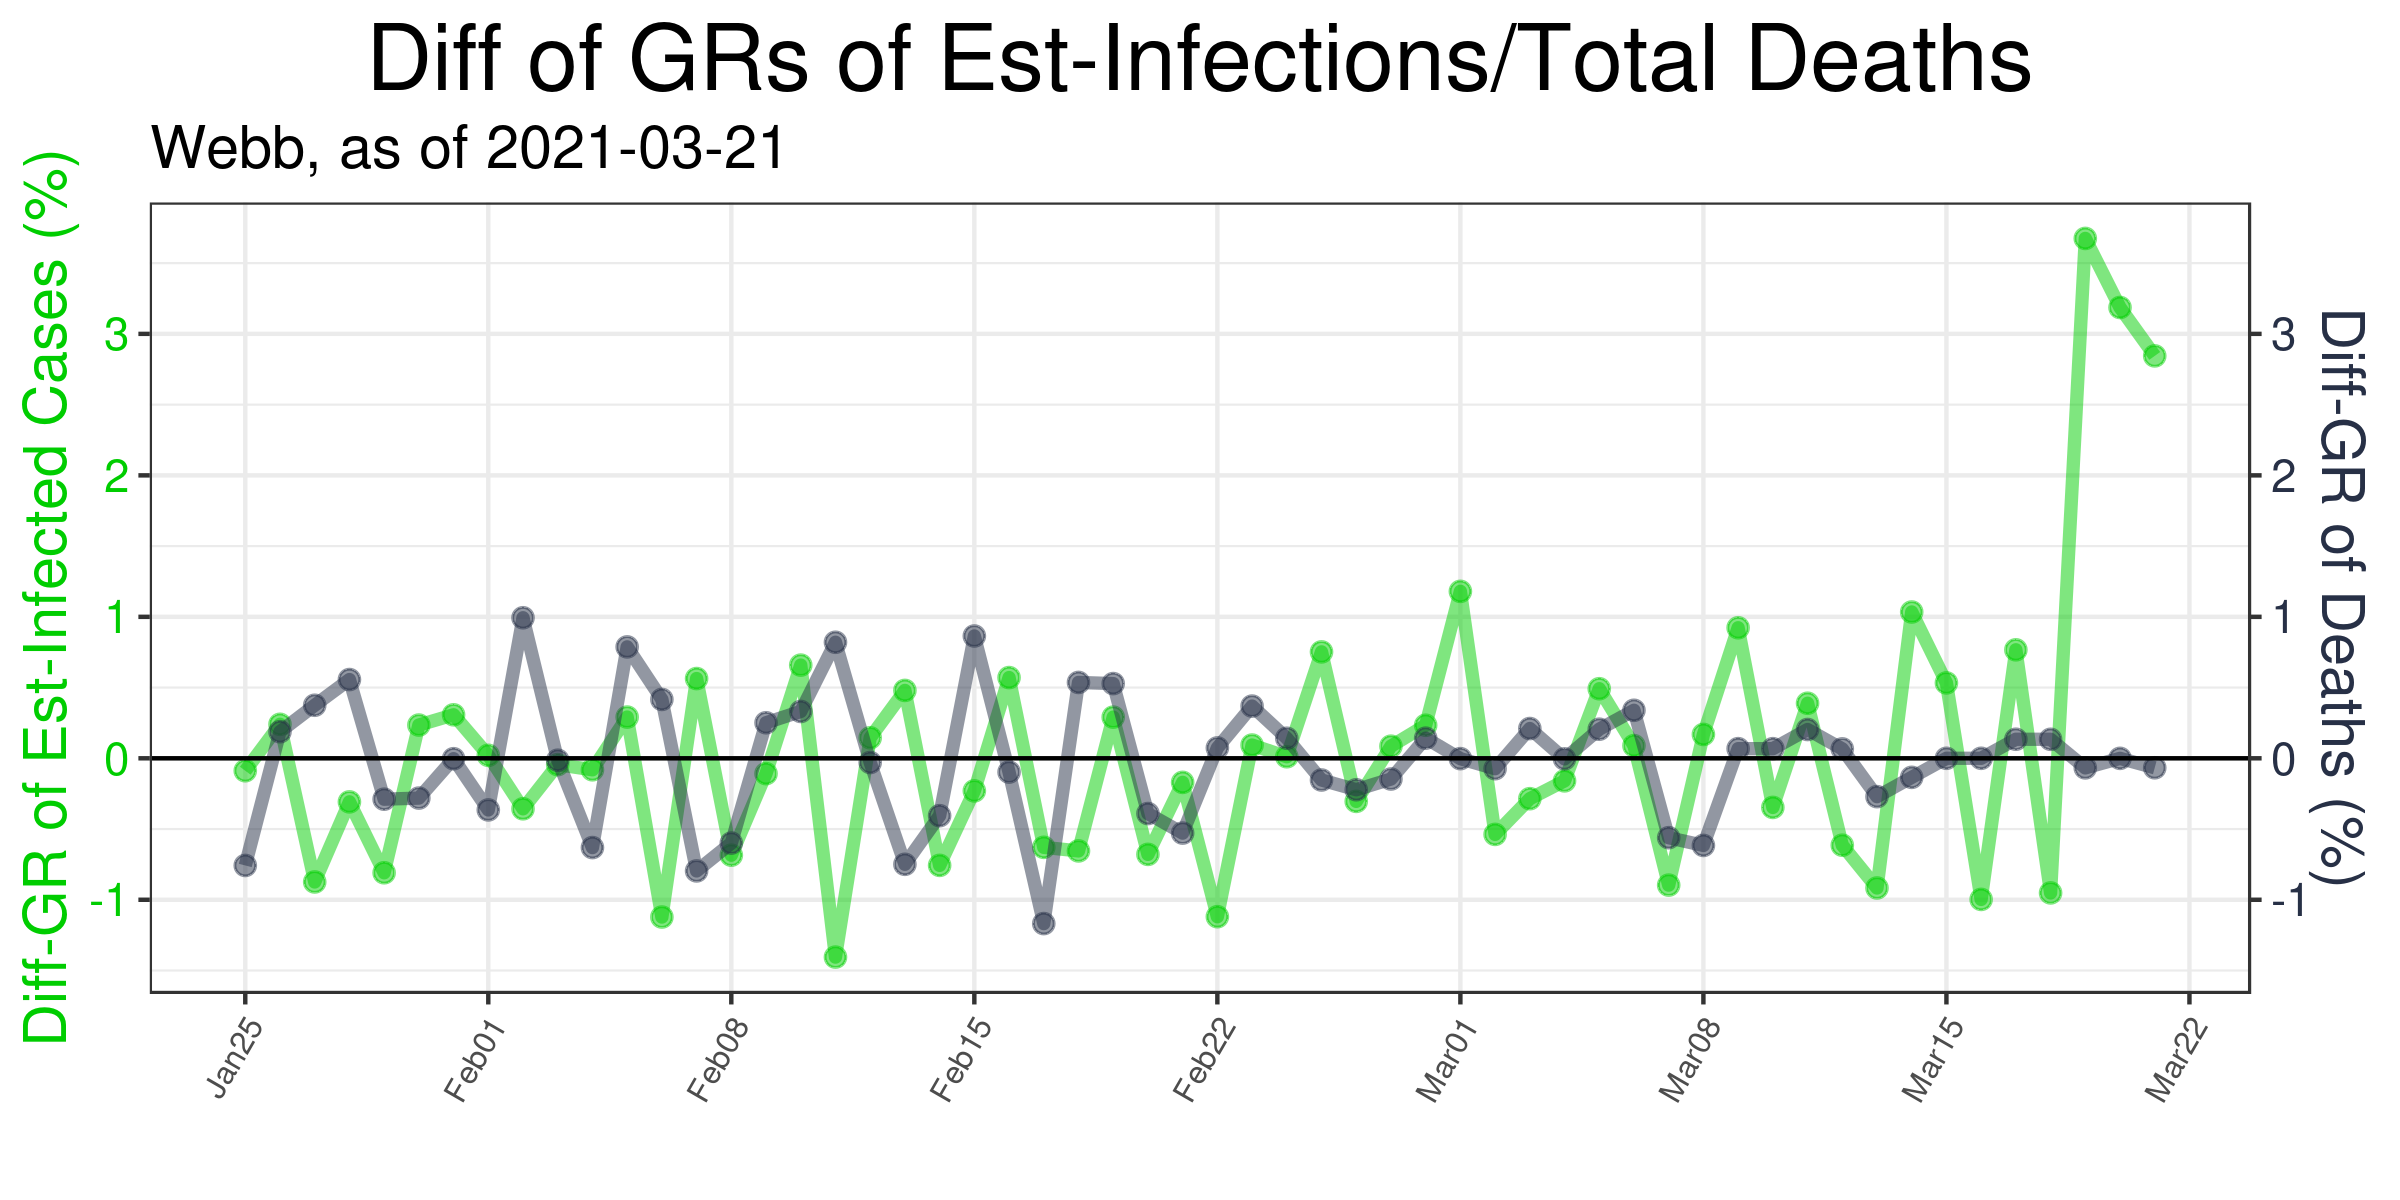 Diff of GRs of Est-Infections/Total Deaths
Webb, as of 2021-03-21
Diff-GR of Est-Infected Cases (%)
3
2
1
0
-1
3
2
1
0
-1
Diff-GR of Deaths (%)
Jan25
Feb01
Feb08
Feb15
Feb22
Mar01
Mar08
Mar15
Mar22